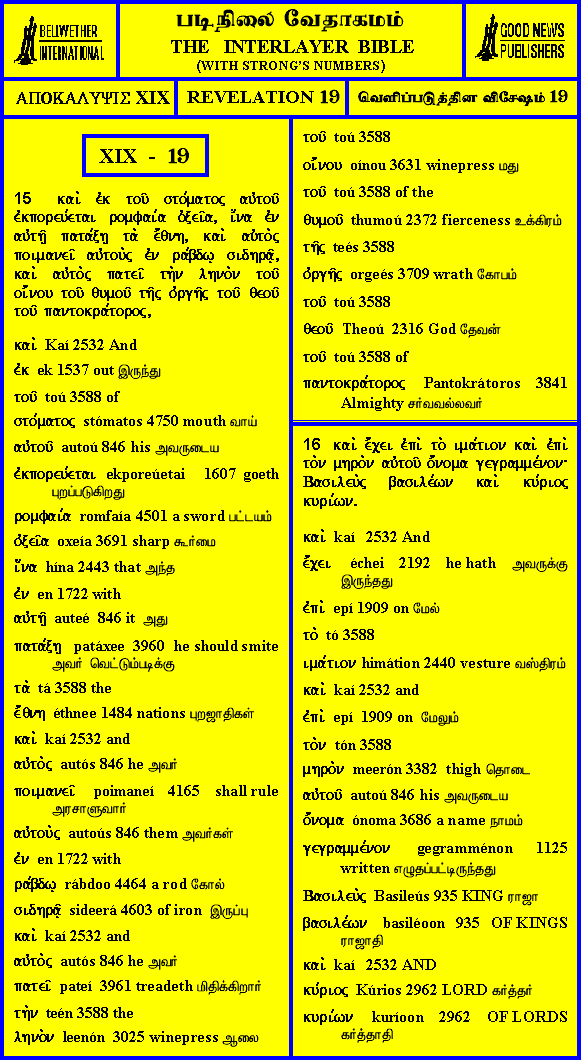 BELLWETHER
INTERNATIONAL
படிநிலை வேதாகமம்
THE INTERLAYER BIBLE
(WITH STRONG'S NUMBERS)
GOOD NEWS
PUBLISHERS
ΑΠΟΚΑΛΥΨΙΣ XIX
REVELATION 19
வெளிப்படுத்தின விசேஷம் 19
XIX - 19
15 καὶ ἐκ τοῦ στόματος αὐτοῦ
ἐκπορεύεται ρομφαία ὀξεῖα, ἵνα ἐν
αὐτῇ πατάξῃ τὰ ἔθνη, καὶ αὐτὸς
ποιμανεῖ αὐτοὺς ἐν ράβδῳ σιδηρᾷ,
καὶ αὐτὸς πατεῖ τὴν ληνὸν τοῦ
οἴνου τοῦ θυμοῦ τῆς ὀργῆς τοῦ θεοῦ
τοῦ παντοκράτορος,
καὶ Kaí 2532 And
ἐκ ek 1537 out இருந்து
τοῦ toú 3588 of
στόματος stómatos 4750 mouth வாய்
αὐτοῦ autoú 846 his அவருடைய
ἐκπορεύεται ekporeúetai 1607 goeth
புறப்படுகிறது
ρομφαία romfaía 4501 a sword பட்டயம்
ὀξεῖα oxeía 3691 sharp கூர்மை
ἵνα hína 2443 that அந்த
ἐν en 1722 with
αὐτῇ auteé 846 it அது
πατάξῃ patáxee 3960 he should smite
அவர் வெட்டும்படிக்கு
τὰ tá 3588 the
ἔθνη éthnee 1484 nations புறஜாதிகள்
καὶ kaí 2532 and
αὐτὸς autós 846 he அவர்
ποιμανεῖ poimaneí 4165 shall rule
அரசாளுவார்
αὐτοὺς autoús 846 them அவர்கள்
ἐν en 1722 with
ράβδῳ rábdoo 4464 a rod கோல்
σιδηρᾷ sideerá 4603 of iron இருப்பு
καὶ kaí 2532 and
αὐτὸς autós 846 he அவர்
πατεῖ pateí 3961 treadeth மிதிக்கிறார்
τὴν teén 3588 the
ληνὸν leenón 3025 winepress ஆலை
τοῦ toú 3588
οἴνου oínou 3631 winepress மது
τοῦ toú 3588 of the
θυμοῦ thumoú 2372 fierceness உக்கிரம்
τῆς teés 3588
ὀργῆς orgeés 3709 wrath கோபம்
τοῦ toú 3588
θεοῦ Theoú 2316 God தேவன்
τοῦ toú 3588 of
παντοκράτορος Pantokrátoros 3841
Almighty சர்வவல்லவர்
16 καὶ ἔχει ἐπὶ τὸ ιμάτιον καὶ ἐπὶ
τὸν μηρὸν αὐτοῦ ὄνομα γεγραμμένον·
Βασιλεὺς βασιλέων καὶ κύριος
κυρίων.
καὶ kaí 2532 And
ἔχει échei 2192 he hath அவருக்கு
இருந்தது
ἐπὶ epí 1909 on மேல்
τὸ tó 3588
ιμάτιον himátion 2440 vesture வஸ்திரம்
καὶ kaí 2532 and
ἐπὶ epí 1909 on மேலும்
τὸν tón 3588
μηρὸν meerón 3382 thigh தொடை
αὐτοῦ autoú 846 his அவருடைய
ὄνομα ónoma 3686 a name நாமம்
γεγραμμένον gegramménon 1125
written எழுதப்பட்டிருந்தது
Βασιλεὺς Basileús 935 KING ராஜா
βασιλέων basiléoon 935 OF KINGS
ராஜாதி
καὶ kaí 2532 AND
κύριος Kúrios 2962 LORD கர்த்தர்
κυρίων kuríoon 2962 OF LORDS
கர்த்தாதி